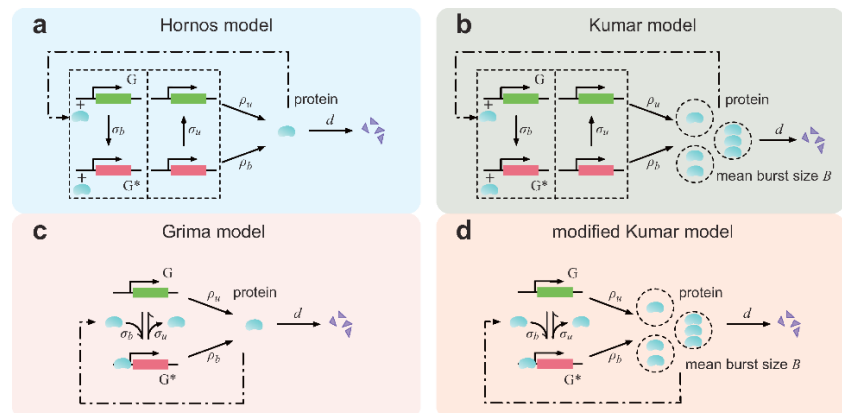 a Hornos model
G
+
σb
σu
+
G*
ρu
ρb
protein
d
b Kumar model
G
+
σb
σu
+
G*
ρu
ρb
protein
d
mean burst size B
c Grima model
G
σb
σu
G*
ρu
ρb
protein
d
d modified Kumar model
G
σb
σu
G*
ρu
ρb
protein
d
mean burst size B